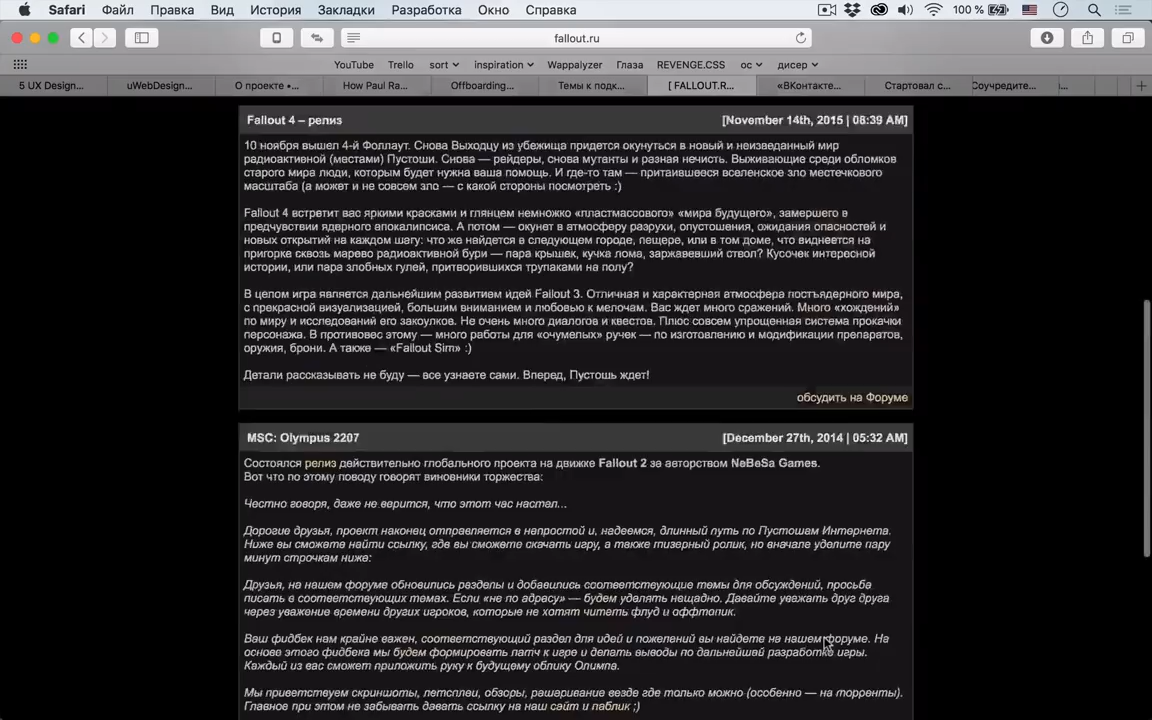 Safari Файл Правка Вид История Закладки Разработка Окно Справка 100 %
fallout.ru
YouTube Trello sort inspiration Wappalyzer Глаза REVENGE.CSS ос дисер
5 UX Design... uWebDesign... О проекте •... How Paul Ra... Offboarding... Темы к подк... [ FALLOUT.R... «ВКонтакте... Стартовал с... Соучредите...
Fallout 4 – релиз [November 14th, 2015 | 08:39 AM]
10 ноября вышел 4-й Фоллаут. Снова Выходцу из убежища придется окунуться в новый и неизведанный мир
радиоактивной (местами) Пустоши. Снова — рейдеры, снова мутанты и разная нечисть. Выживающие среди обломков
старого мира люди, которым будет нужна ваша помощь. И где-то там — притаившееся вселенское зло местечкового
масштаба (а может и не совсем зло — с какой стороны посмотреть :)
Fallout 4 встретит вас яркими красками и глянцем немножко «пластмассового» «мира будущего», замершего в
предчувствии ядерного апокалипсиса. А потом — окунет в атмосферу разрухи, опустошения, ожидания опасностей и
новых открытий на каждом шагу: что же найдется в следующем городе, пещере, или в том доме, что виднеется на
пригорке сквозь марево радиоактивной бури — пара крышек, кучка лома, заржавевший ствол? Кусочек интересной
истории, или пара злобных гулей, притворившихся трупаками на полу?
В целом игра является дальнейшим развитием идей Fallout 3. Отличная и характерная атмосфера постъядерного мира,
с прекрасной визуализацией, большим вниманием и любовью к мелочам. Вас ждет много сражений. Много «хождений»
по миру и исследований его закоулков. Не очень много диалогов и квестов. Плюс совсем упрощенная система прокачки
персонажа. В противовес этому — много работы для «очумелых» ручек — по изготовлению и модификации препаратов,
оружия, брони. А также — «Fallout Sim» :)
Детали рассказывать не буду — все узнаете сами. Вперед, Пустошь ждет!
обсудить на Форуме
MSC: Olympus 2207 [December 27th, 2014 | 05:32 AM]
Состоялся релиз действительно глобального проекта на движке Fallout 2 за авторством NeBeSa Games.
Вот что по этому поводу говорят виновники торжества:
Честно говоря, даже не верится, что этот час настал...
Дорогие друзья, проект наконец отправляется в непростой и, надеемся, длинный путь по Пустошам Интернета.
Ниже вы сможете найти ссылку, где вы сможете скачать игру, а также тизерный ролик, но вначале уделите пару
минут строчкам ниже:
Друзья, на нашем форуме обновились разделы и добавились соответствующие темы для обсуждений, просьба
писать в соответствующих темах. Если «не по адресу» — будем удалять нещадно. Давайте уважать друг друга
через уважение времени других игроков, которые не хотят читать флуд и оффтопик.
Ваш фидбек нам крайне важен, соответствующий раздел для идей и пожеланий вы найдете на нашем форуме. На
основе этого фидбека мы будем формировать патч к игре и делать выводы по дальнейшей разработке игры.
Каждый из вас сможет приложить руку к будущему облику Олимпа.
Мы приветствуем скриншоты, летсплеи, обзоры, рашаривание везде где только можно (особенно — на торренты).
Главное при этом не забывать давать ссылку на наш сайт и паблик ;)